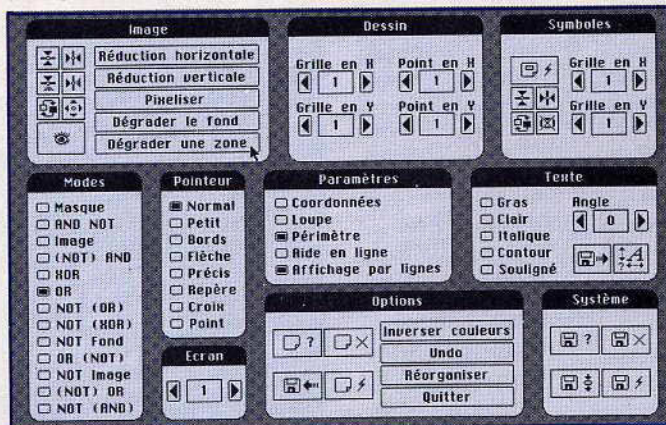 Image
Réduction horizontale
Réduction verticale
Pixeliser
Dégrader le fond
Dégrader une zone
Dessin
Grille en X
1
Point en X
1
Grille en Y
1
Point en Y
1
Symboles
Grille en X
1
Grille en Y
1
Modes
Masque
AND NOT
Image
(NOT) AND
XOR
OR
NOT (OR)
NOT (XOR)
NOT Fond
OR (NOT)
NOT Image
(NOT) OR
NOT (AND)
Pointeur
Normal
Petit
Bords
Flèche
Précis
Repère
Croix
Point
Ecran
1
Paramètres
Coordonnées
Loupe
Périmètre
Aide en ligne
Affichage par lignes
Texte
Gras
Clair
Italique
Contour
Souligné
Angle
0
?A
Options
?
Inverser couleurs
Undo
Réorganiser
Quitter
Système
?